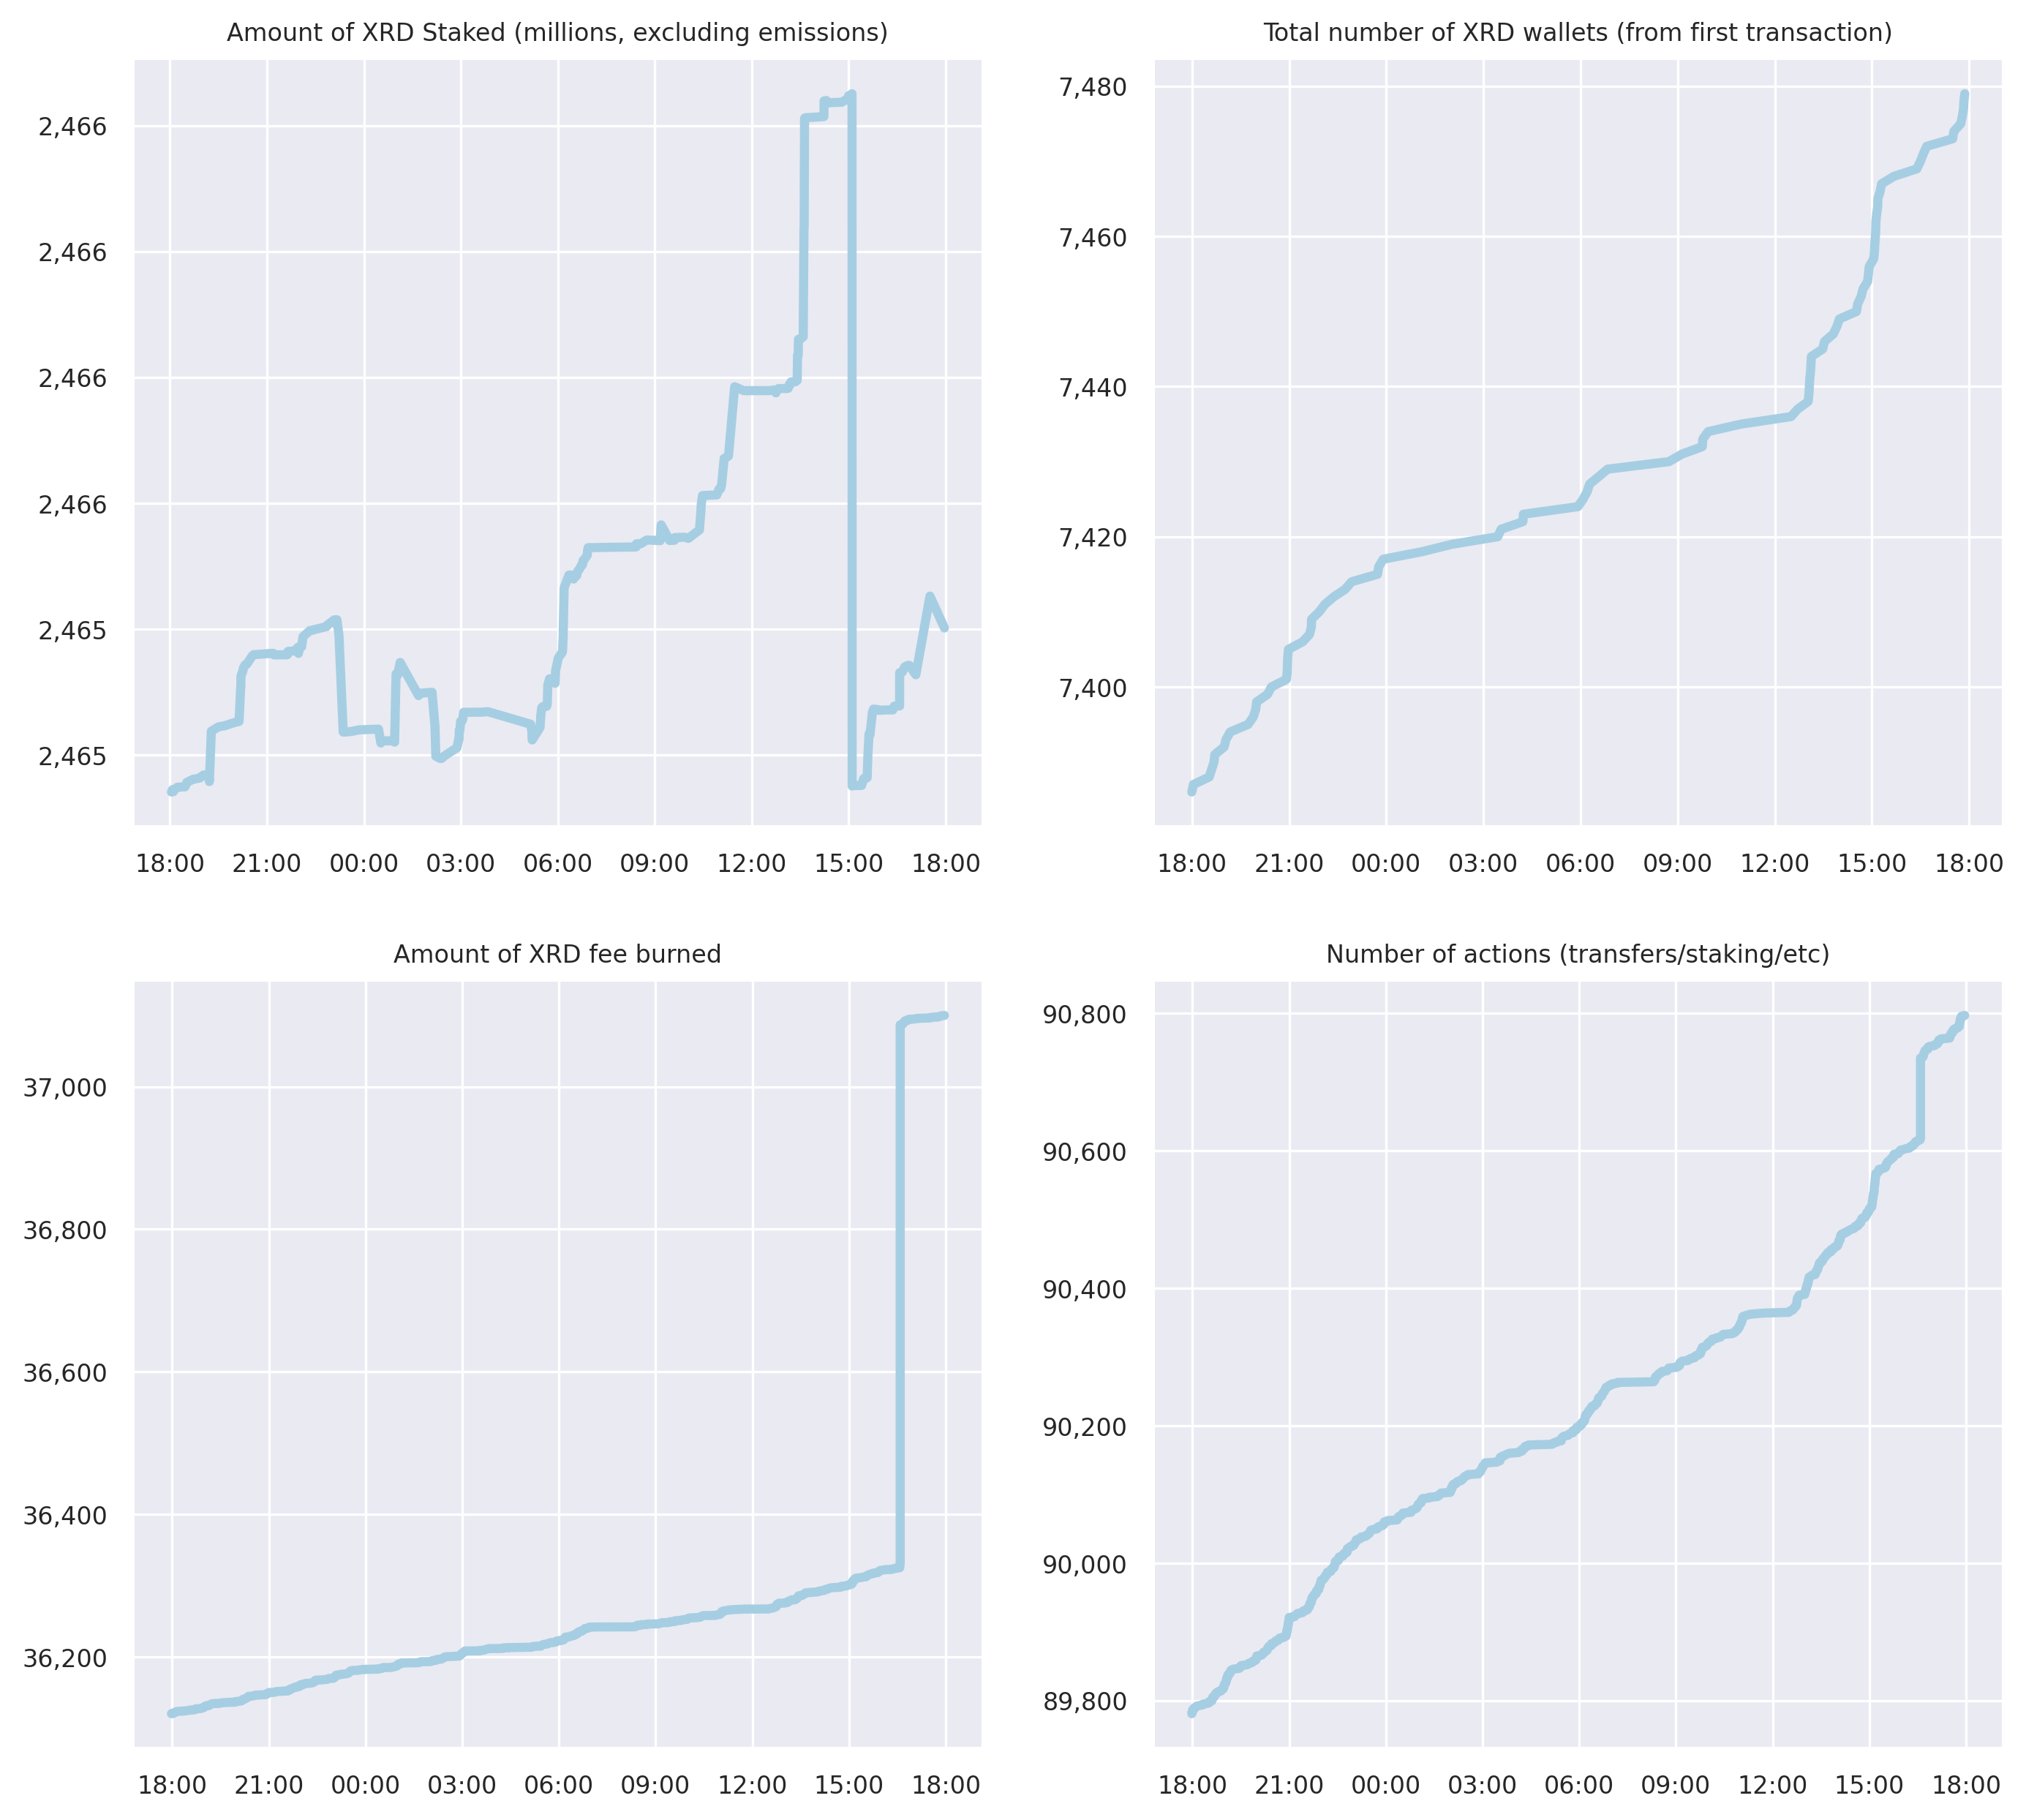 Amount of XRD Staked (millions, excluding emissions)
2,466
2,466
2,466
2,466
2,465
2,465
18:00 21:00 00:00 03:00 06:00 09:00 12:00 15:00 18:00
Total number of XRD wallets (from first transaction)
7,480
7,460
7,440
7,420
7,400
18:00 21:00 00:00 03:00 06:00 09:00 12:00 15:00 18:00
Amount of XRD fee burned
37,000
36,800
36,600
36,400
36,200
18:00 21:00 00:00 03:00 06:00 09:00 12:00 15:00 18:00
Number of actions (transfers/staking/etc)
90,800
90,600
90,400
90,200
90,000
89,800
18:00 21:00 00:00 03:00 06:00 09:00 12:00 15:00 18:00